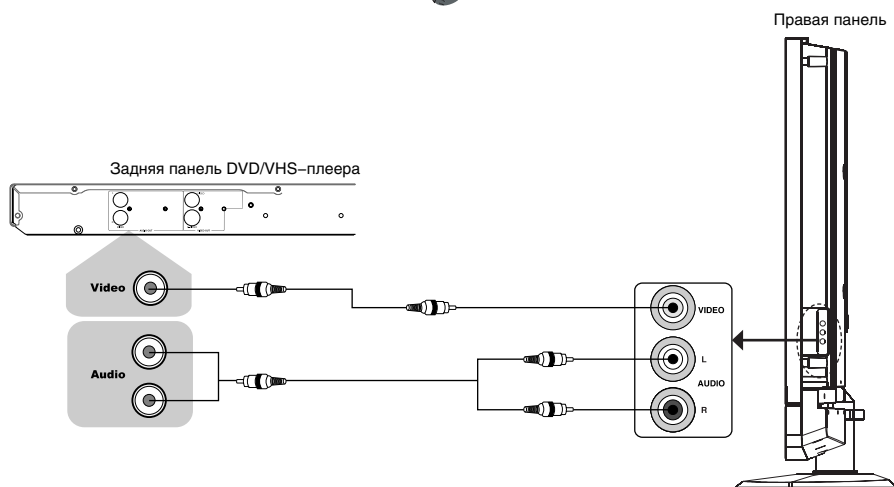 Правая панель
Задняя панель DVD/VHS–плеера
Video
VIDEO
L
Audio
AUDIO
R